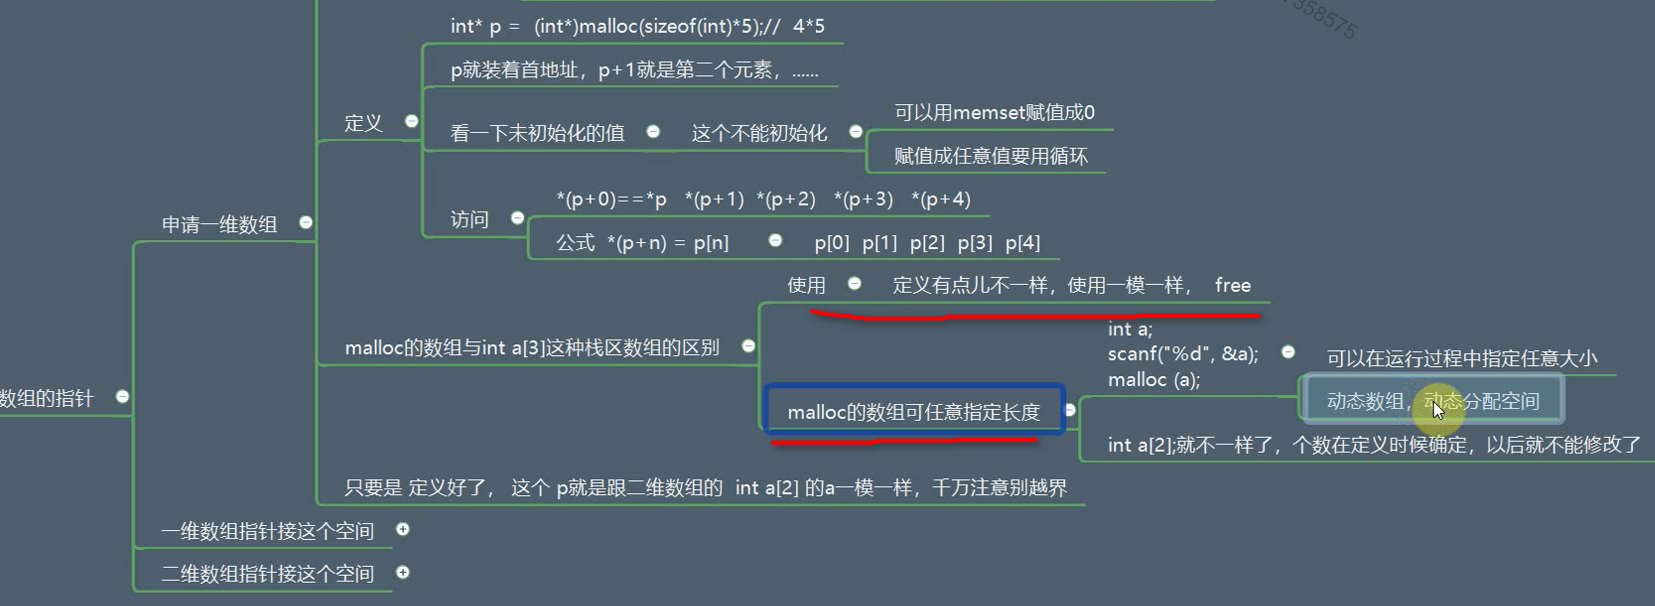 358575
int* p =  (int*)malloc(sizeof(int)*5);//  4*5
p就装着首地址，p+1就是第二个元素，......
定义
看一下未初始化的值
这个不能初始化
可以用memset赋值成0
赋值成任意值要用循环
访问
*(p+0)==*p   *(p+1)  *(p+2)   *(p+3)   *(p+4)
公式  *(p+n) = p[n]
p[0]  p[1]  p[2]  p[3]  p[4]
申请一维数组
使用
定义有点儿不一样，使用一模一样，  free
malloc的数组与int a[3]这种栈区数组的区别
int a;
scanf("%d", &a);
malloc (a);
可以在运行过程中指定任意大小
动态数组，动态分配空间
malloc的数组可任意指定长度
int a[2];就不一样了，个数在定义时候确定，以后就不能修改了
数组的指针
只要是 定义好了， 这个 p就是跟二维数组的  int a[2] 的a一模一样，千万注意别越界
一维数组指针接这个空间
二维数组指针接这个空间